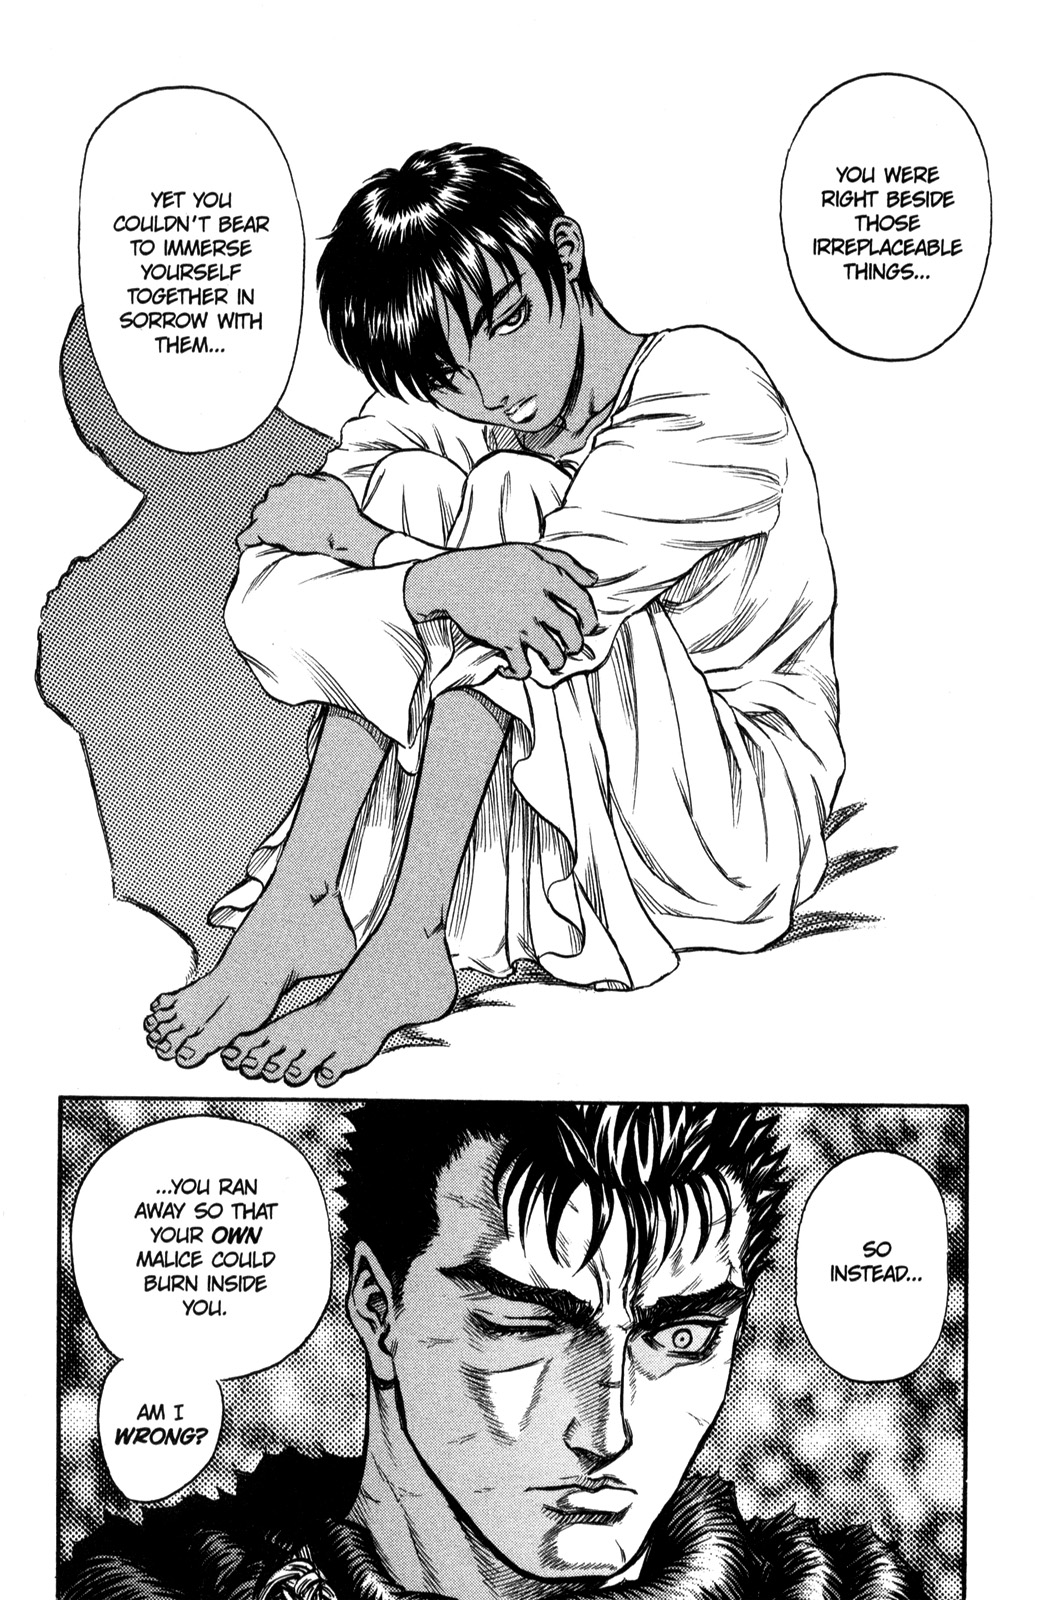 YOU WERE
RIGHT BESIDE
THOSE
IRREPLACEABLE
THINGS...
YET YOU
COULDN'T BEAR
TO IMMERSE
YOURSELF
TOGETHER IN
SORROW WITH
THEM...
SO
INSTEAD...
...YOU RAN
AWAY SO THAT
YOUR OWN
MALICE COULD
BURN INSIDE
YOU.
AM I
WRONG?